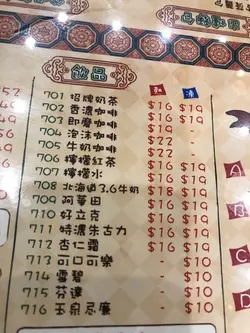 飲品
熱 凍
701 招牌奶茶 $16 $19
702 香濃咖啡 $16 $19
703 即磨咖啡 $19 -
704 泡沫咖啡 $22 -
705 牛奶咖啡 $22 -
706 檸檬紅茶 $16 $19
707 檸檬水 $16 $19
708 北海道3.6牛奶 $18 $19
709 阿華田 $16 $19
710 好立克 $16 $19
711 特濃朱古力 $16 $19
712 杏仁霜 $16 $19
713 可口可樂 - $10
714 雪碧 - $10
715 芬達 - $10
716 玉泉忌廉 - $10